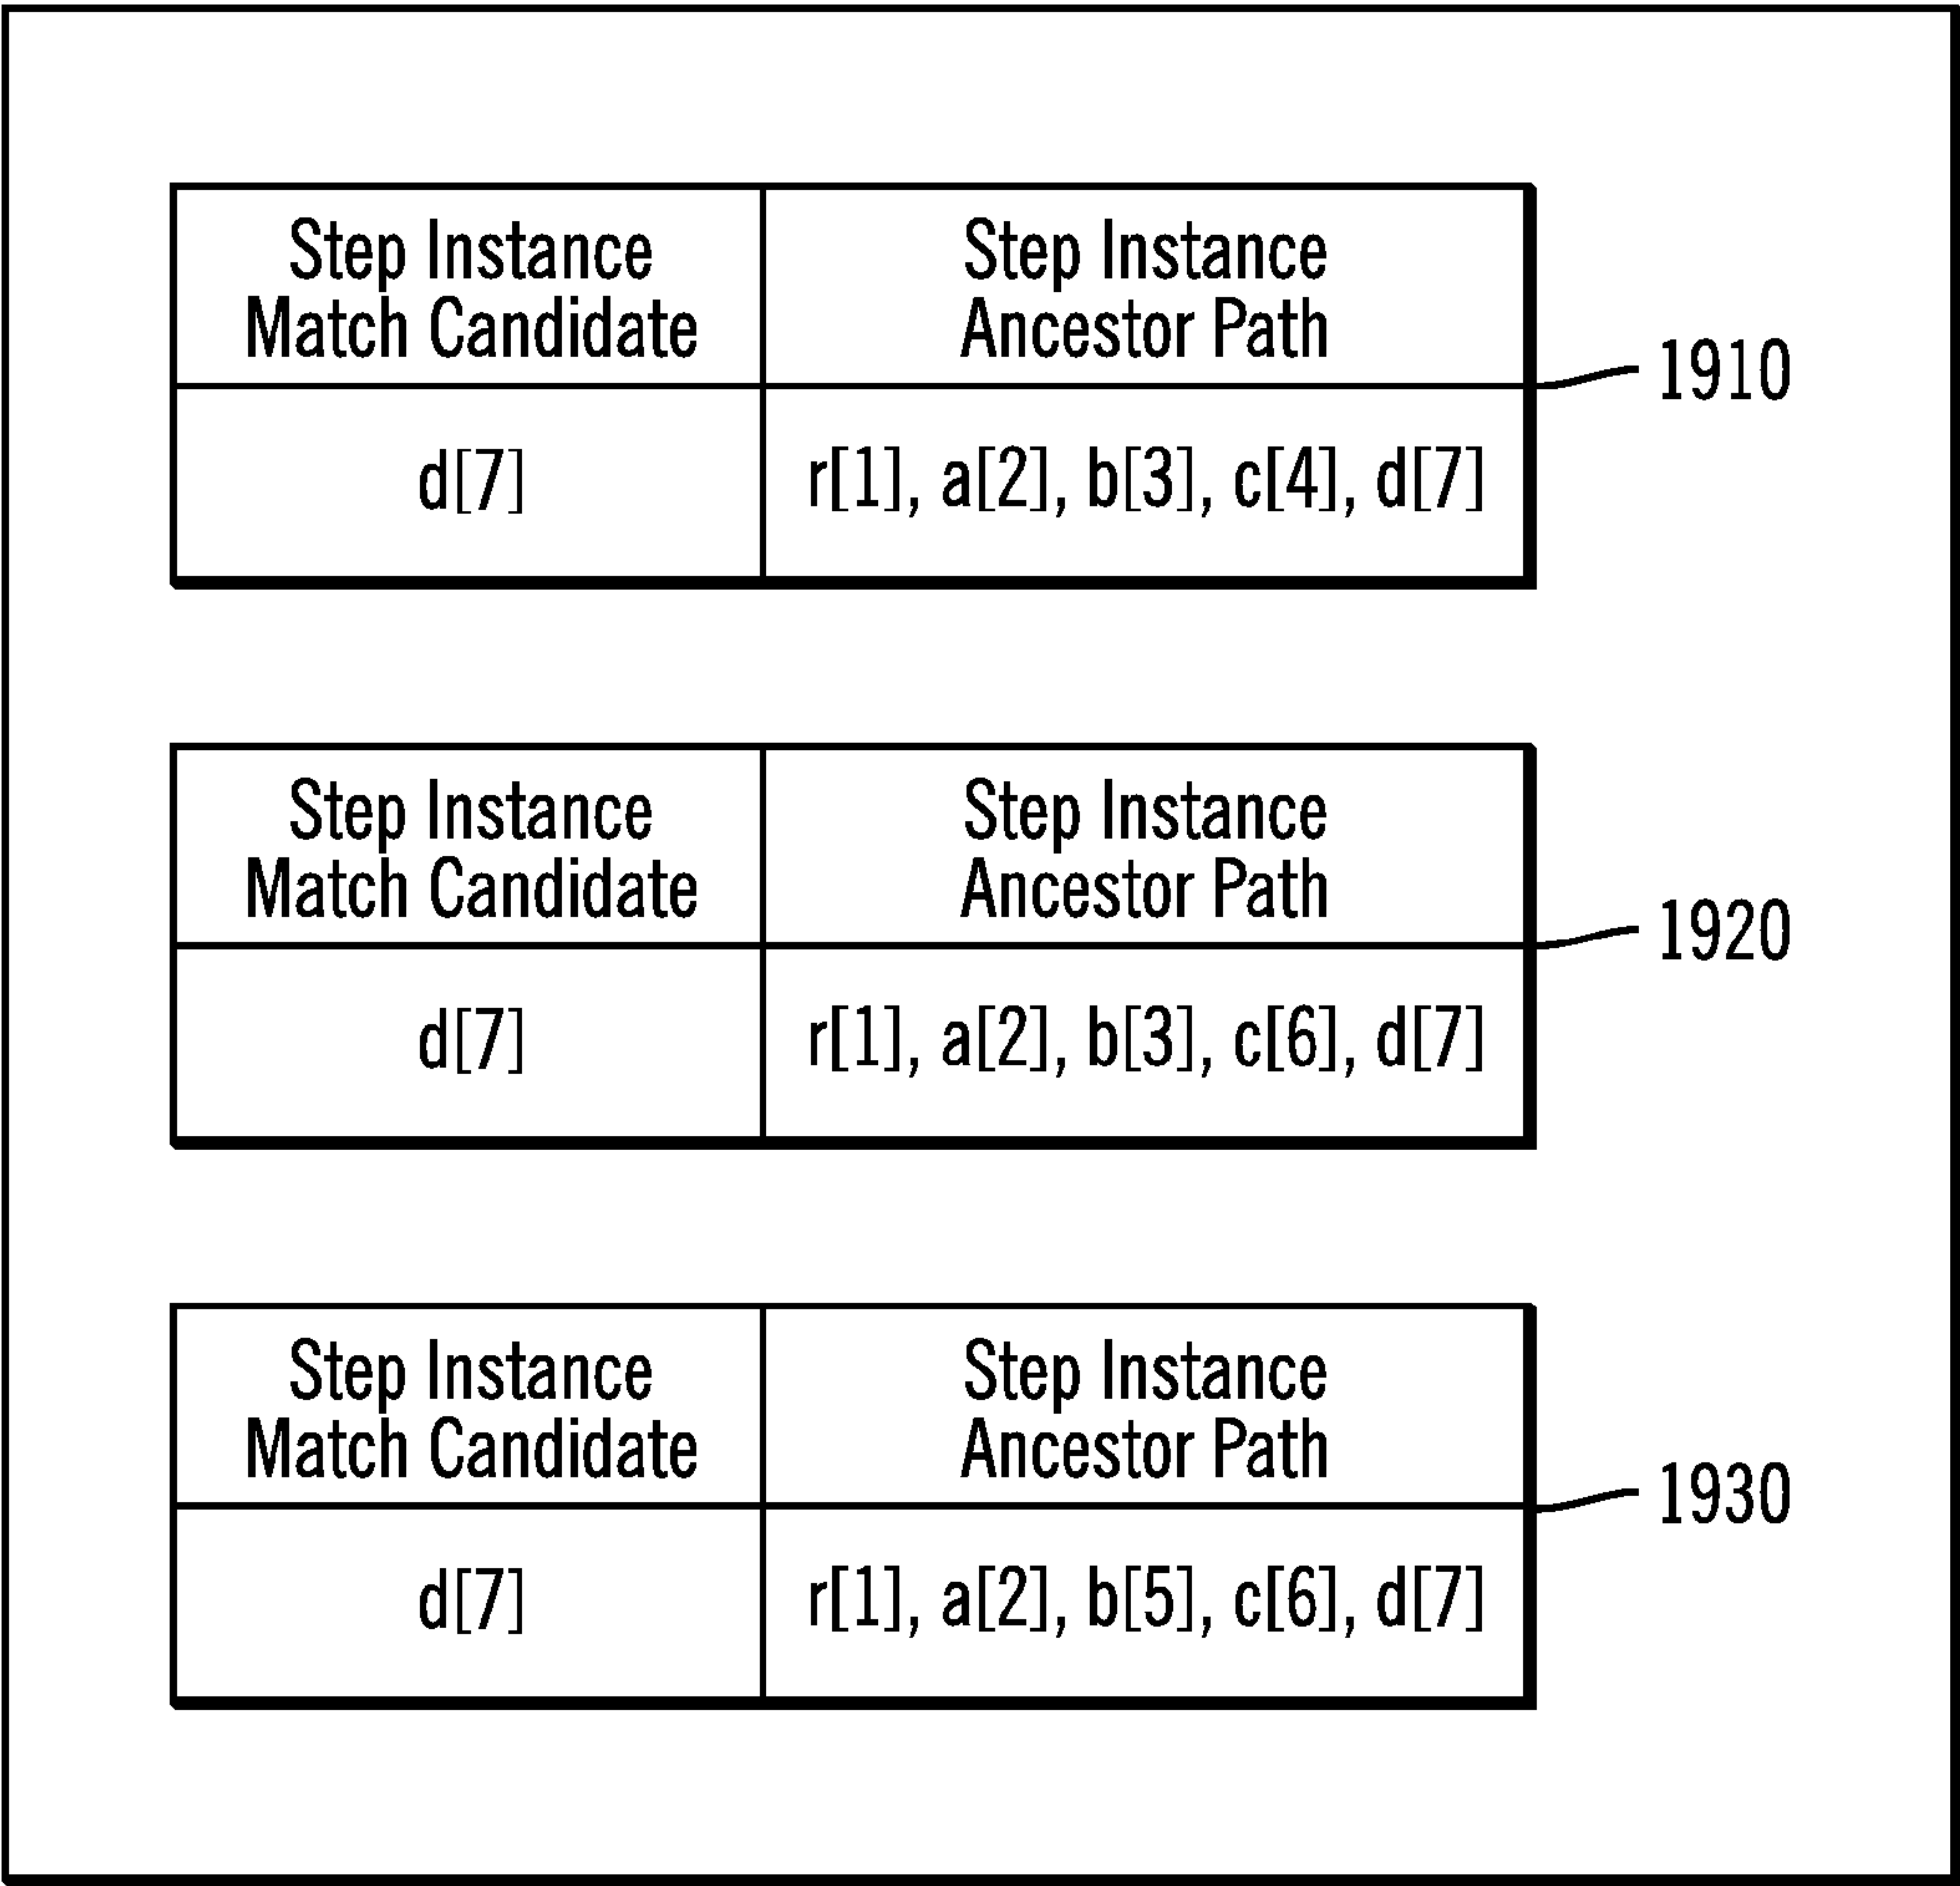 Step Instance Match Candidate
Step Instance Ancestor Path
1910
d[7]
r[1], a[2], b[3], c[4], d[7]
Step Instance Match Candidate
Step Instance Ancestor Path
1920
d[7]
r[1], a[2], b[3], c[6], d[7]
Step Instance Match Candidate
Step Instance Ancestor Path
1930
d[7]
r[1], a[2], b[5], c[6], d[7]